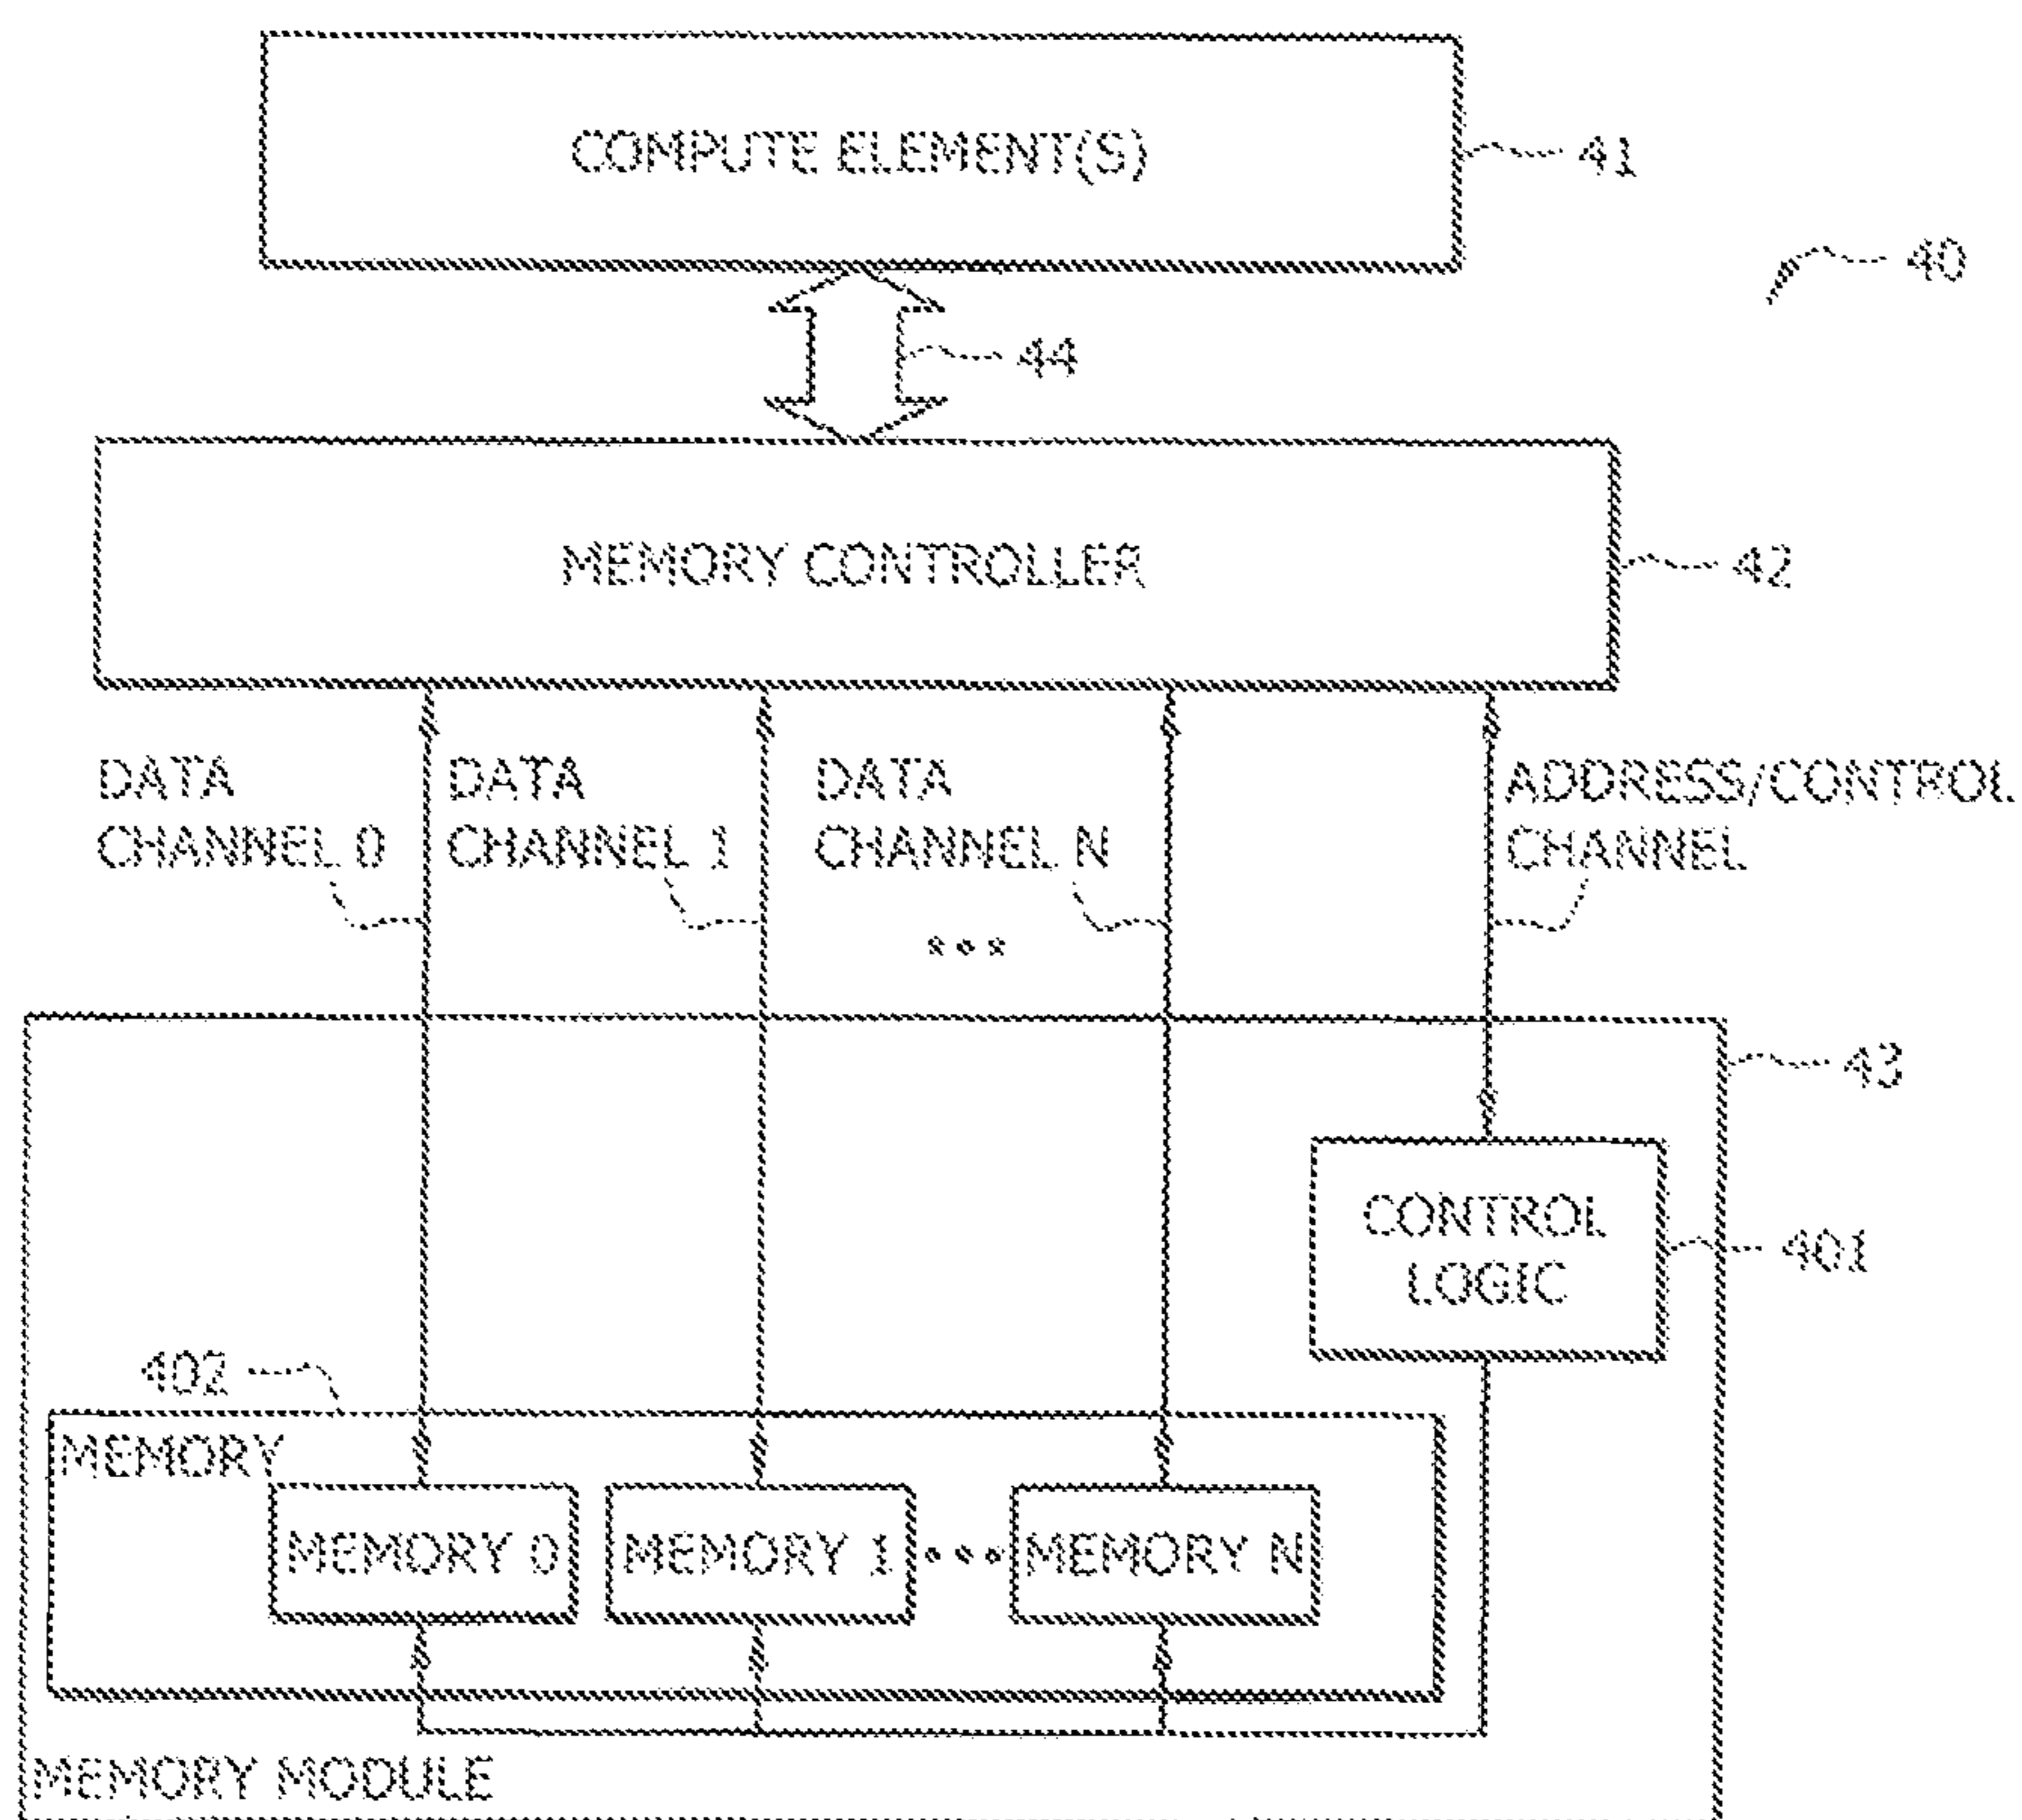 COMPUTE ELEMENT(S)
41
40
44
MEMORY CONTROLLER
42
DATA
CHANNEL 0
DATA
CHANNEL 1
DATA
CHANNEL N
ADDRESS/CONTROL
CHANNEL
•••
43
CONTROL
LOGIC
401
402
MEMORY
MEMORY 0
MEMORY 1
•••
MEMORY N
MEMORY MODULE